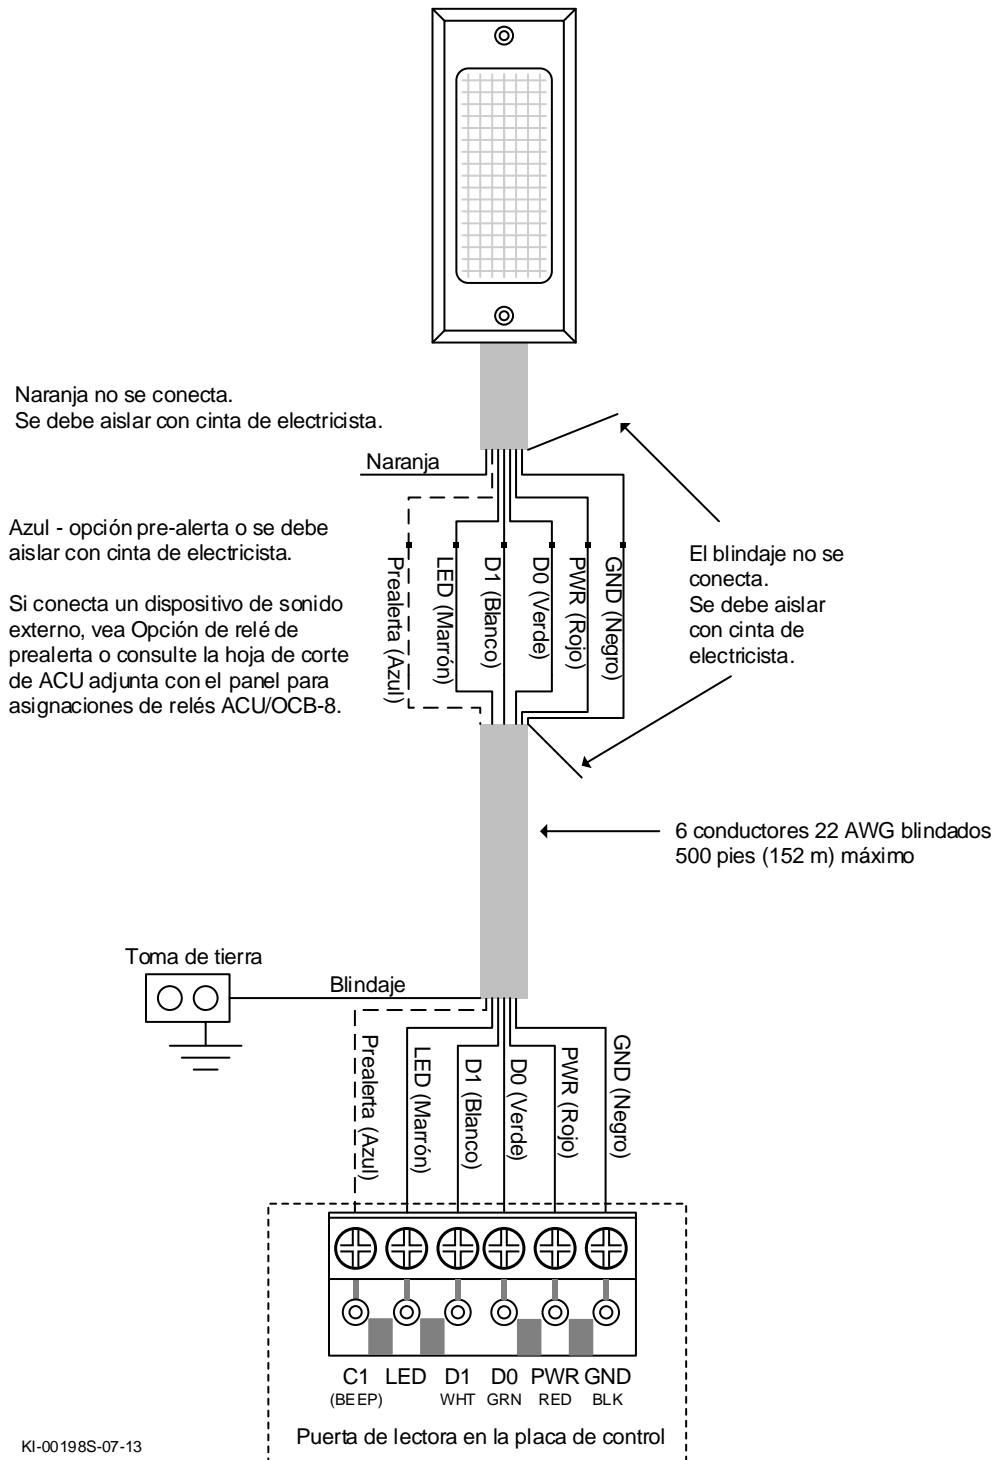 Naranja no se conecta.
Se debe aislar con cinta de electricista.
Naranja
Azul - opción pre-alerta o se debe
aislar con cinta de electricista.
Si conecta un dispositivo de sonido
externo, vea Opción de relé de
prealerta o consulte la hoja de corte
de ACU adjunta con el panel para
asignaciones de relés ACU/OCB-8.
Prealerta (Azul)
LED (Marrón)
D1 (Blanco)
D0 (Verde)
PWR (Rojo)
GND (Negro)
El blindaje no se
conecta.
Se debe aislar
con cinta de
electricista.
6 conductores 22 AWG blindados
500 pies (152 m) máximo
Toma de tierra
Blindaje
Prealerta (Azul)
LED (Marrón)
D1 (Blanco)
D0 (Verde)
PWR (Rojo)
GND (Negro)
C1 LED D1 D0 PWR GND
(BEEP) WHT GRN RED BLK
Puerta de lectora en la placa de control
KI-00198S-07-13